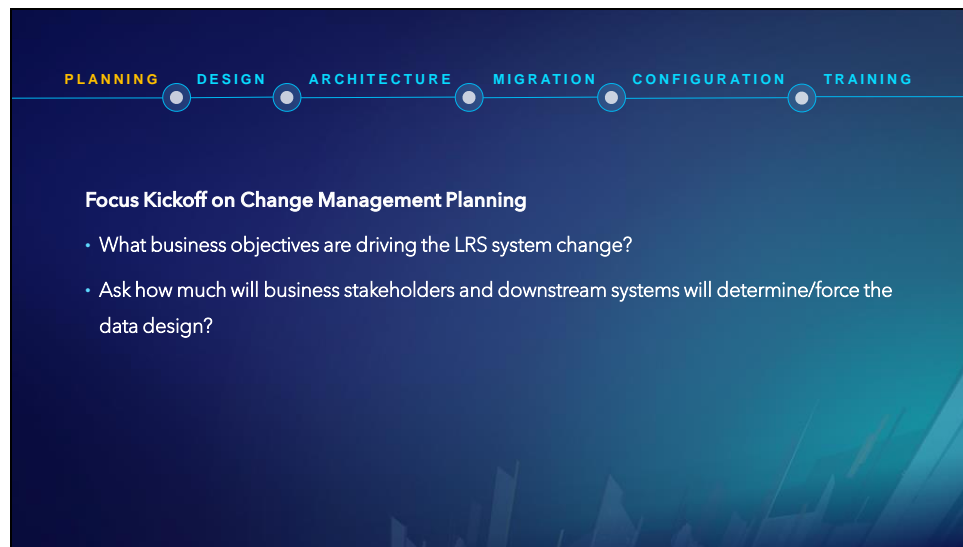 PLANNING DESIGN ARCHITECTURE MIGRATION CONFIGURATION TRAINING
Focus Kickoff on Change Management Planning
• What business objectives are driving the LRS system change?
• Ask how much will business stakeholders and downstream systems will determine/force the
data design?